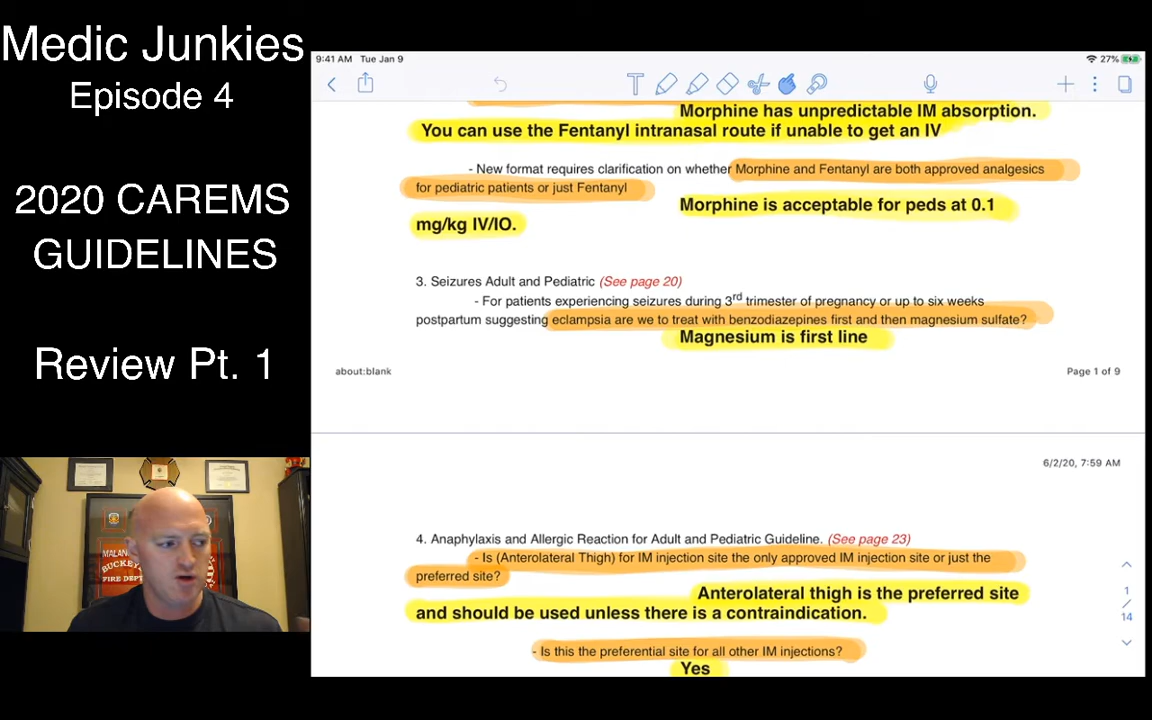 Medic Junkies
Episode 4
2020 CAREMS
GUIDELINES
Review Pt. 1
9:41 AM Tue Jan 9
27%
Morphine has unpredictable IM absorption.
You can use the Fentanyl intranasal route if unable to get an IV
- New format requires clarification on whether Morphine and Fentanyl are both approved analgesics
for pediatric patients or just Fentanyl
Morphine is acceptable for peds at 0.1
mg/kg IV/IO.
3. Seizures Adult and Pediatric (See page 20)
- For patients experiencing seizures during 3rd trimester of pregnancy or up to six weeks
postpartum suggesting eclampsia are we to treat with benzodiazepines first and then magnesium sulfate?
Magnesium is first line
about:blank
Page 1 of 9
6/2/20, 7:59 AM
4. Anaphylaxis and Allergic Reaction for Adult and Pediatric Guideline. (See page 23)
- Is (Anterolateral Thigh) for IM injection site the only approved IM injection site or just the
preferred site?
Anterolateral thigh is the preferred site
and should be used unless there is a contraindication.
- Is this the preferential site for all other IM injections?
Yes
1
/
14
MALAN
BUCKEY
FIRE DEPT